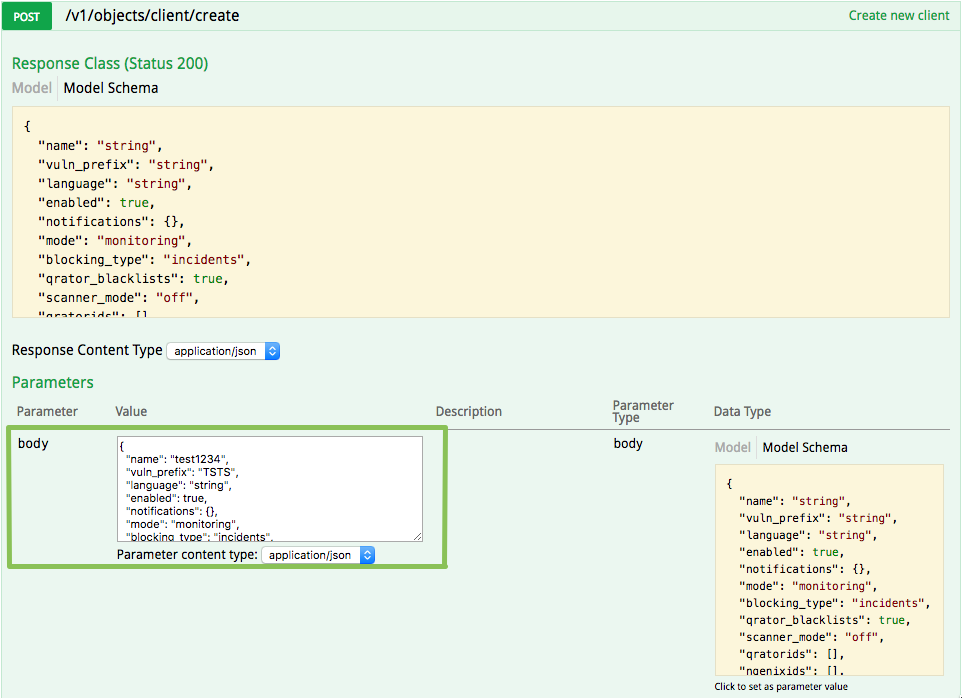 POST /v1/objects/client/create Create new client
Response Class (Status 200)
Model Model Schema
{
"name": "string",
"vuln_prefix": "string",
"language": "string",
"enabled": true,
"notifications": {},
"mode": "monitoring",
"blocking_type": "incidents",
"qrator_blacklists": true,
"scanner_mode": "off",
"qratorids": [],
Response Content Type application/json
Parameters
Parameter Value Description Parameter Type Data Type
body
{
"name": "test1234",
"vuln_prefix": "TSTS",
"language": "string",
"enabled": true,
"notifications": {},
"mode": "monitoring",
"blocking_type": "incidents",
Parameter content type: application/json
body
Model Model Schema
{
"name": "string",
"vuln_prefix": "string",
"language": "string",
"enabled": true,
"notifications": {},
"mode": "monitoring",
"blocking_type": "incidents",
"qrator_blacklists": true,
"scanner_mode": "off",
"qratorids": [],
"ngenixids": [],
Click to set as parameter value